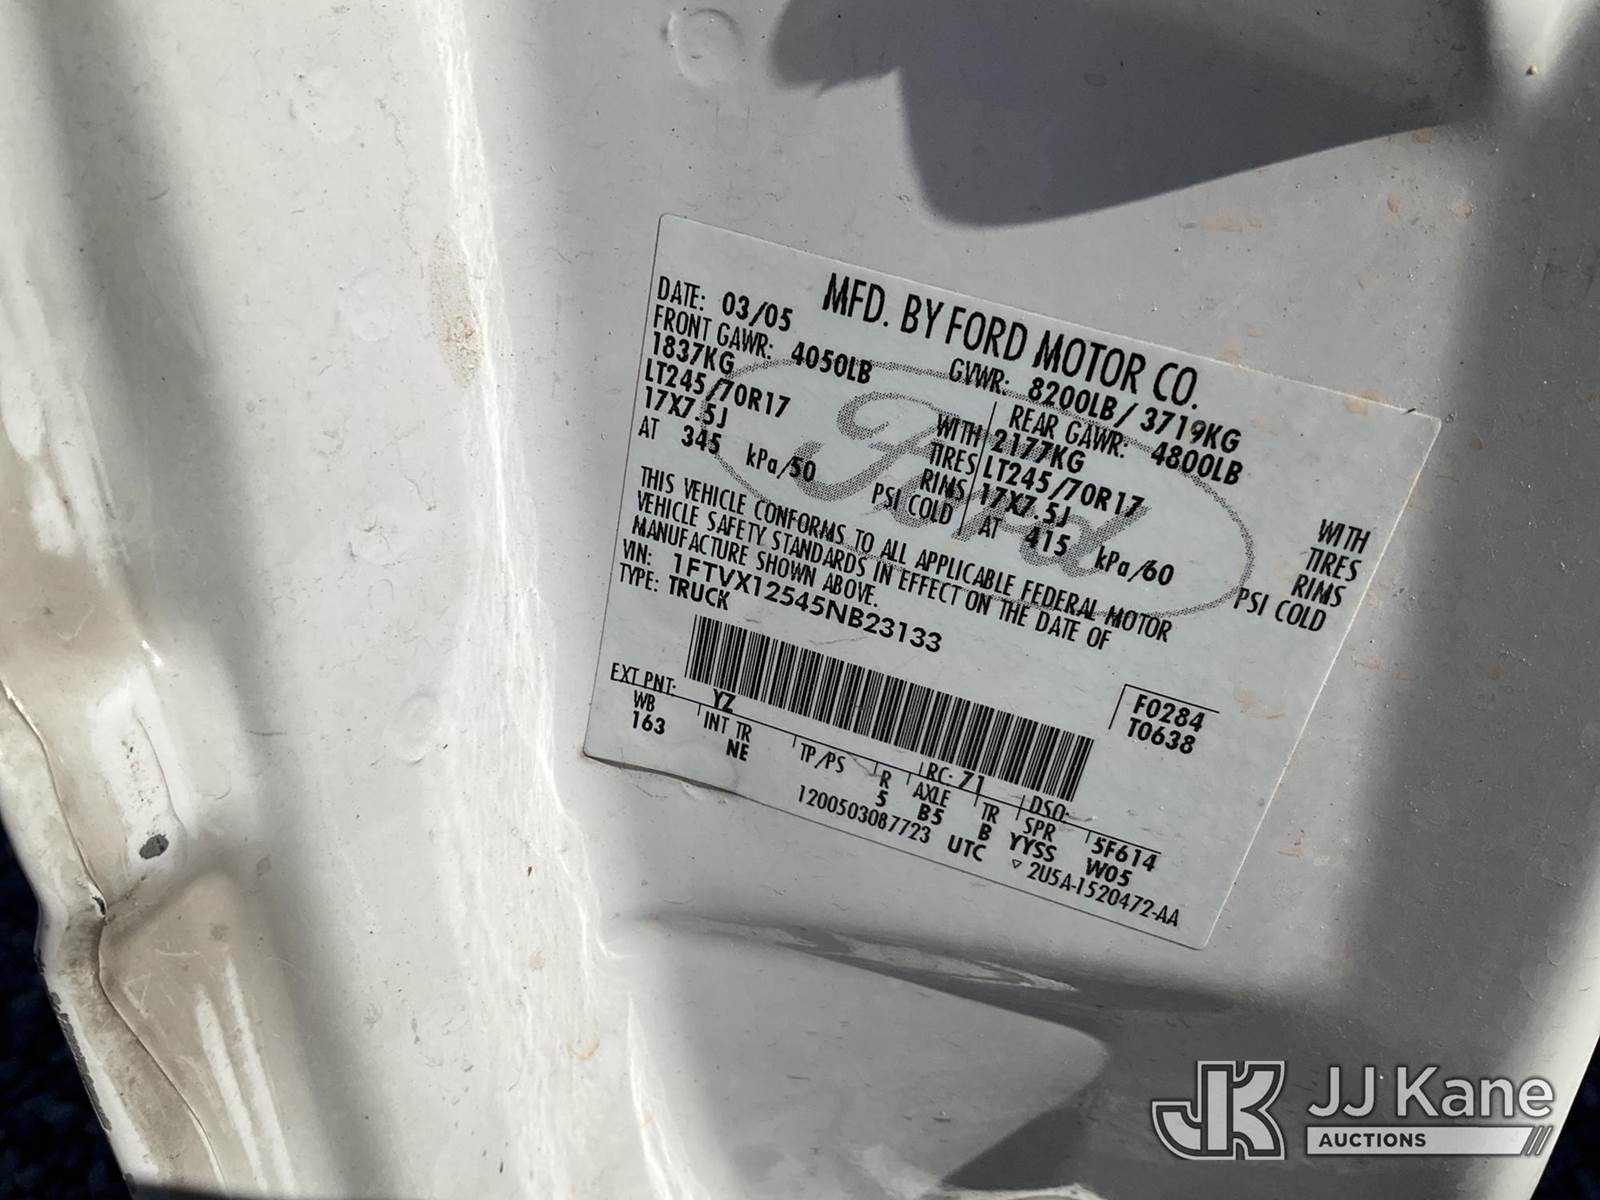 MFD. BY FORD MOTOR CO.
DATE: 03/05 GVWR: 8200LB/ 3719KG
FRONT GAWR: 4050LB REAR GAWR: 4800LB
1837KG WITH 2177KG WITH
LT245/70R17 TIRES LT245/70R17 TIRES
17X7.5J RIMS 17X7.5J RIMS
AT 345 kPa/50 PSI COLD AT 415 kPa/60 PSI COLD
THIS VEHICLE CONFORMS TO ALL APPLICABLE FEDERAL MOTOR
VEHICLE SAFETY STANDARDS IN EFFECT ON THE DATE OF
MANUFACTURE SHOWN ABOVE.
VIN: 1FTVX12545NB23133
TYPE: TRUCK
Ford
F0284
T0638
EXT PNT: YZ RC: 71 DSO:
WB INT TR TP/PS R AXLE TR SPR 5F614
163 NE 5 B5 B YYSS W05
1200503087723 UTC ▽ 2U5A-1520472-AA
JK JJ Kane
AUCTIONS